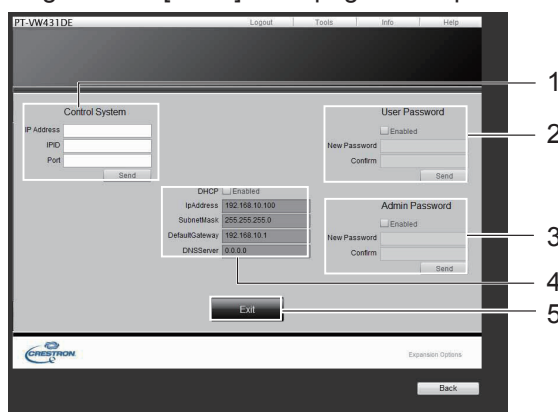 PT-VW431DE
Logout Tools Info Help
Control System
IP Address
IPID
Port
Send
1
User Password
Enabled
New Password
Confirm
Send
2
DHCP Enabled
IpAddress 192.168.10.100
SubnetMask 255.255.255.0
DefaultGateway 192.168.10.1
DNSServer 0.0.0.0
Admin Password
Enabled
New Password
Confirm
Send
3
4
Exit
5
CRESTRON
Expansion Options
Back